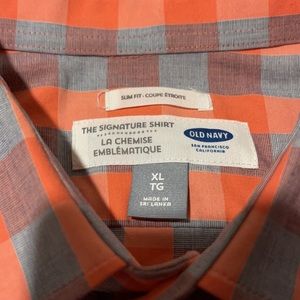 SLIM FIT · COUPE ÉTROITE
THE SIGNATURE SHIRT
LA CHEMISE
EMBLÉMATIQUE
OLD NAVY
SAN FRANCISCO
CALIFORNIA
XL
TG
MADE IN
SRI LANKA